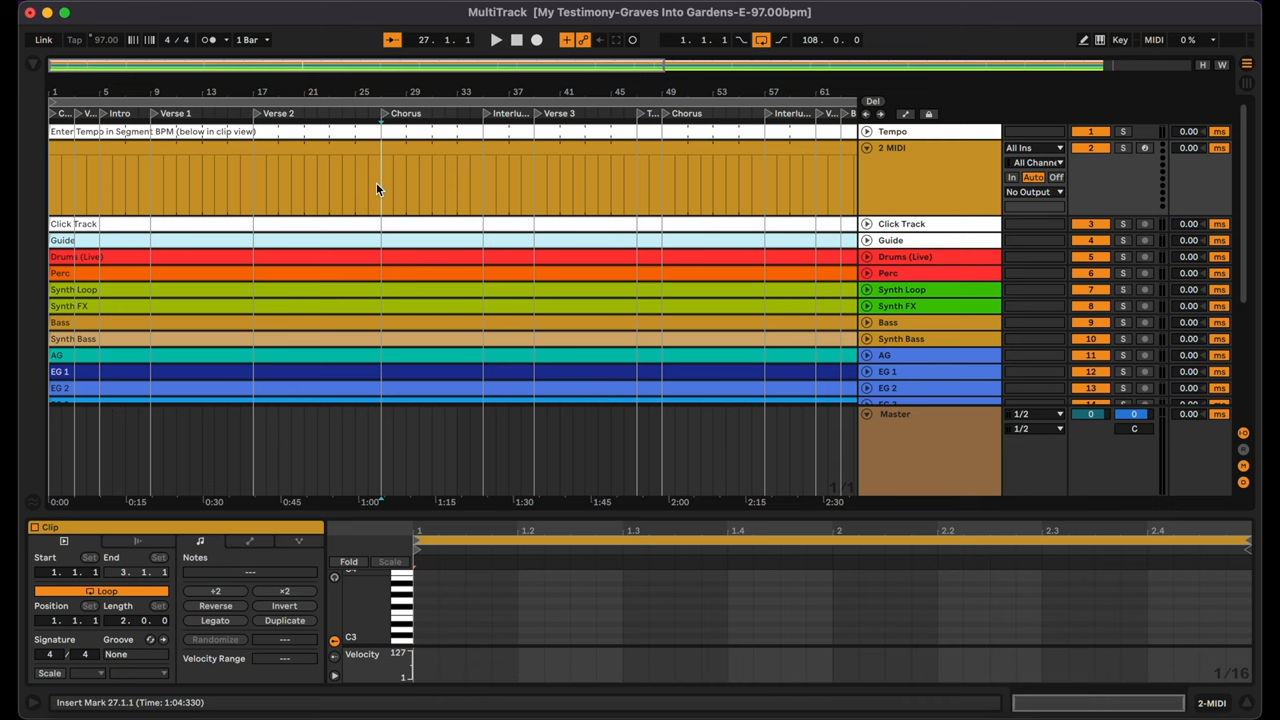 MultiTrack [My Testimony-Graves Into Gardens-E-97.00bpm]
Link Tap 97.00 4 / 4 1 Bar 27. 1. 1 1. 1. 1 108. 0. 0 Key MIDI 0 %
H W
1 5 9 13 17 21 25 29 33 37 41 45 49 53 57 61 Del
C... V... Intro Verse 1 Verse 2 Chorus Interlu... Verse 3 T... Chorus Interlu... V... B
Enter Tempo in Segment BPM (below in clip view) Tempo 1 S 0.00 ms
2 MIDI All Ins 2 S 0.00 ms
All Channe
In Auto Off
No Output
Click Track Click Track 3 S 0.00 ms
Guide Guide 4 S 0.00 ms
Drums (Live) Drums (Live) 5 S 0.00 ms
Perc Perc 6 S 0.00 ms
Synth Loop Synth Loop 7 S 0.00 ms
Synth FX Synth FX 8 S 0.00 ms
Bass Bass 9 S 0.00 ms
Synth Bass Synth Bass 10 S 0.00 ms
AG AG 11 S 0.00 ms
EG 1 EG 1 12 S 0.00 ms
EG 2 EG 2 13 S 0.00 ms
Master 1/2 0 0 0.00 ms
1/2 C
1/1
0:00 0:15 0:30 0:45 1:00 1:15 1:30 1:45 2:00 2:15 2:30
Clip 1 1.2 1.3 1.4 2 2.2 2.3 2.4
Start Set End Set Notes
1. 1. 1 3. 1. 1 --- Fold Scale
Loop ÷2 ×2
Position Set Length Set Reverse Invert
1. 1. 1 2. 0. 0 Legato Duplicate
Signature Groove Randomize --- C3
4 / 4 None Velocity Range --- Velocity 127
Scale 1 1/16
Insert Mark 27.1.1 (Time: 1:04:330) 2-MIDI